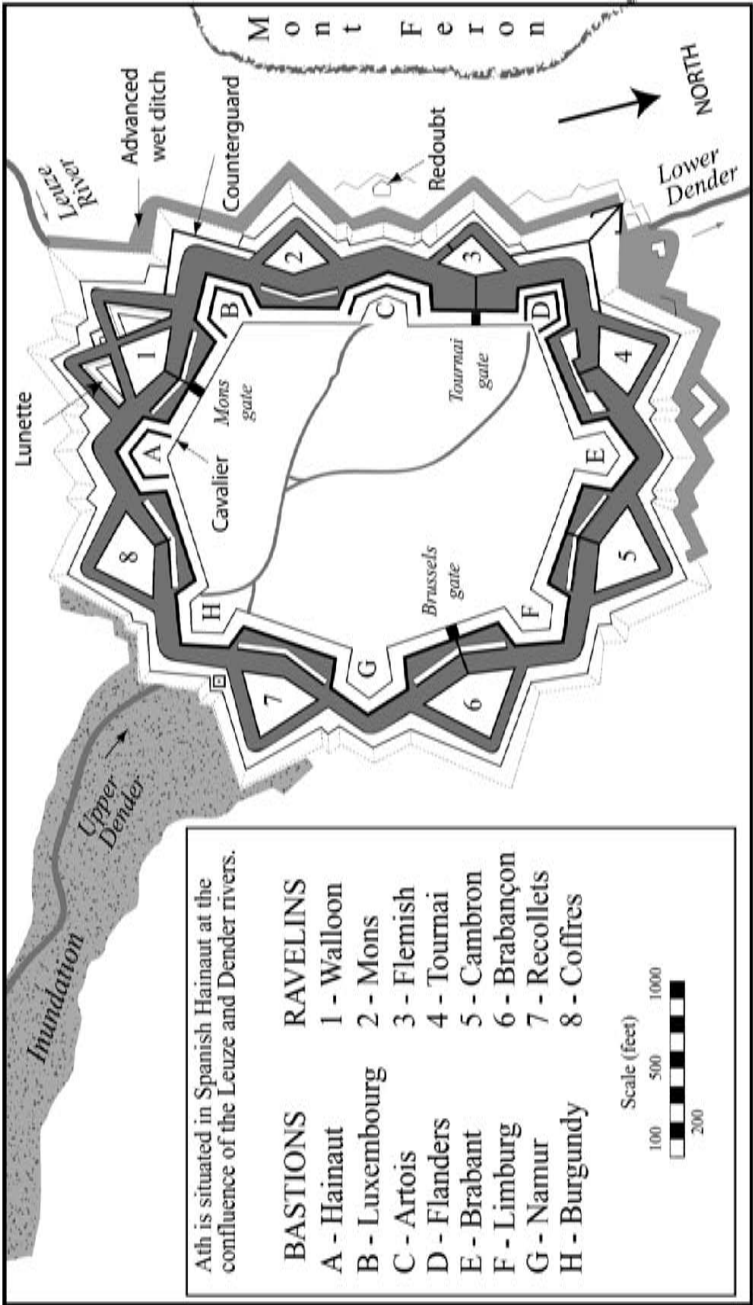 Lunette
Leuze
River
Advanced
wet ditch
Counterguard
Mont Feron
Redoubt
NORTH
Lower
Dender
Inundation
Upper
Dender
Cavalier
Mons
gate
Tournai
gate
Brussels
gate
A
B
C
D
E
F
G
H
1
2
3
4
5
6
7
8
Ath is situated in Spanish Hainaut at the
confluence of the Leuze and Dender rivers.
BASTIONS
A - Hainaut
B - Luxembourg
C - Artois
D - Flanders
E - Brabant
F - Limburg
G - Namur
H - Burgundy
RAVELINS
1 - Walloon
2 - Mons
3 - Flemish
4 - Tournai
5 - Cambron
6 - Brabançon
7 - Recollets
8 - Coffres
Scale (feet)
100 500 1000
200